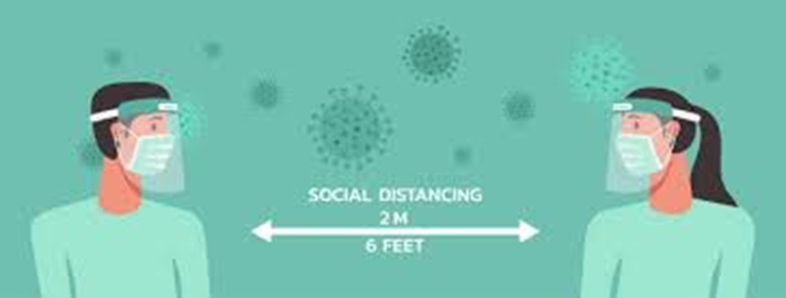 SOCIAL DISTANCING
2 M
6 FEET